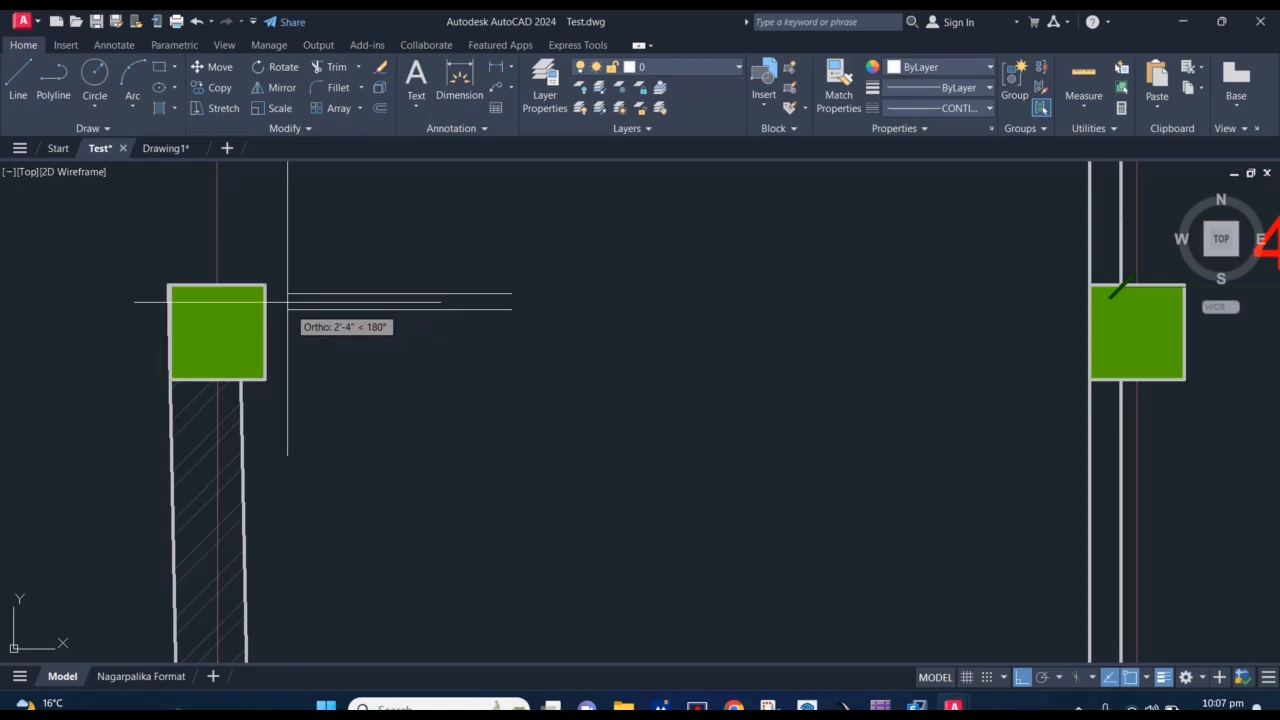 Share
Autodesk AutoCAD 2024 Test.dwg
Type a keyword or phrase
Sign In
Home Insert Annotate Parametric View Manage Output Add-ins Collaborate Featured Apps Express Tools
Line Polyline Circle Arc
Move Rotate Trim
Copy Mirror Fillet
Stretch Scale Array
Text Dimension
Layer Properties
0
Insert
Match Properties
ByLayer
ByLayer
CONTI...
Group
Measure
Paste
Base
Draw Modify Annotation Layers Block Properties Groups Utilities Clipboard View
Start Test* Drawing1*
[−][Top][2D Wireframe]
N
W TOP E
S
WCS
4
Ortho: 2'-4" < 180°
Y
X
Model Nagarpalika Format
MODEL
16°C
Search
10:07 pm